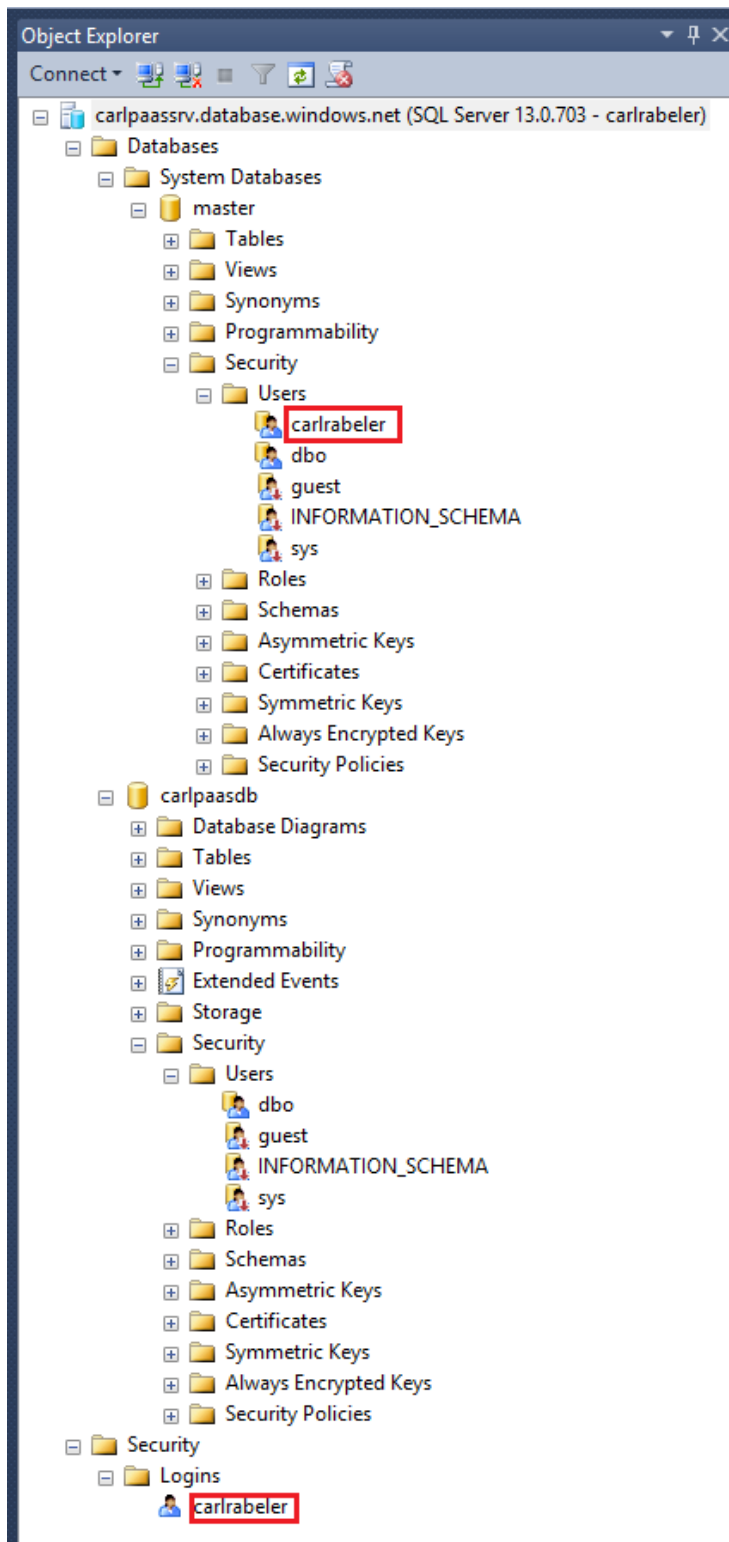 Object Explorer
Connect
carlpaassrv.database.windows.net (SQL Server 13.0.703 - carlrabeler)
Databases
System Databases
master
Tables
Views
Synonyms
Programmability
Security
Users
carlrabeler
dbo
guest
INFORMATION_SCHEMA
sys
Roles
Schemas
Asymmetric Keys
Certificates
Symmetric Keys
Always Encrypted Keys
Security Policies
carlpaasdb
Database Diagrams
Tables
Views
Synonyms
Programmability
Extended Events
Storage
Security
Users
dbo
guest
INFORMATION_SCHEMA
sys
Roles
Schemas
Asymmetric Keys
Certificates
Symmetric Keys
Always Encrypted Keys
Security Policies
Security
Logins
carlrabeler